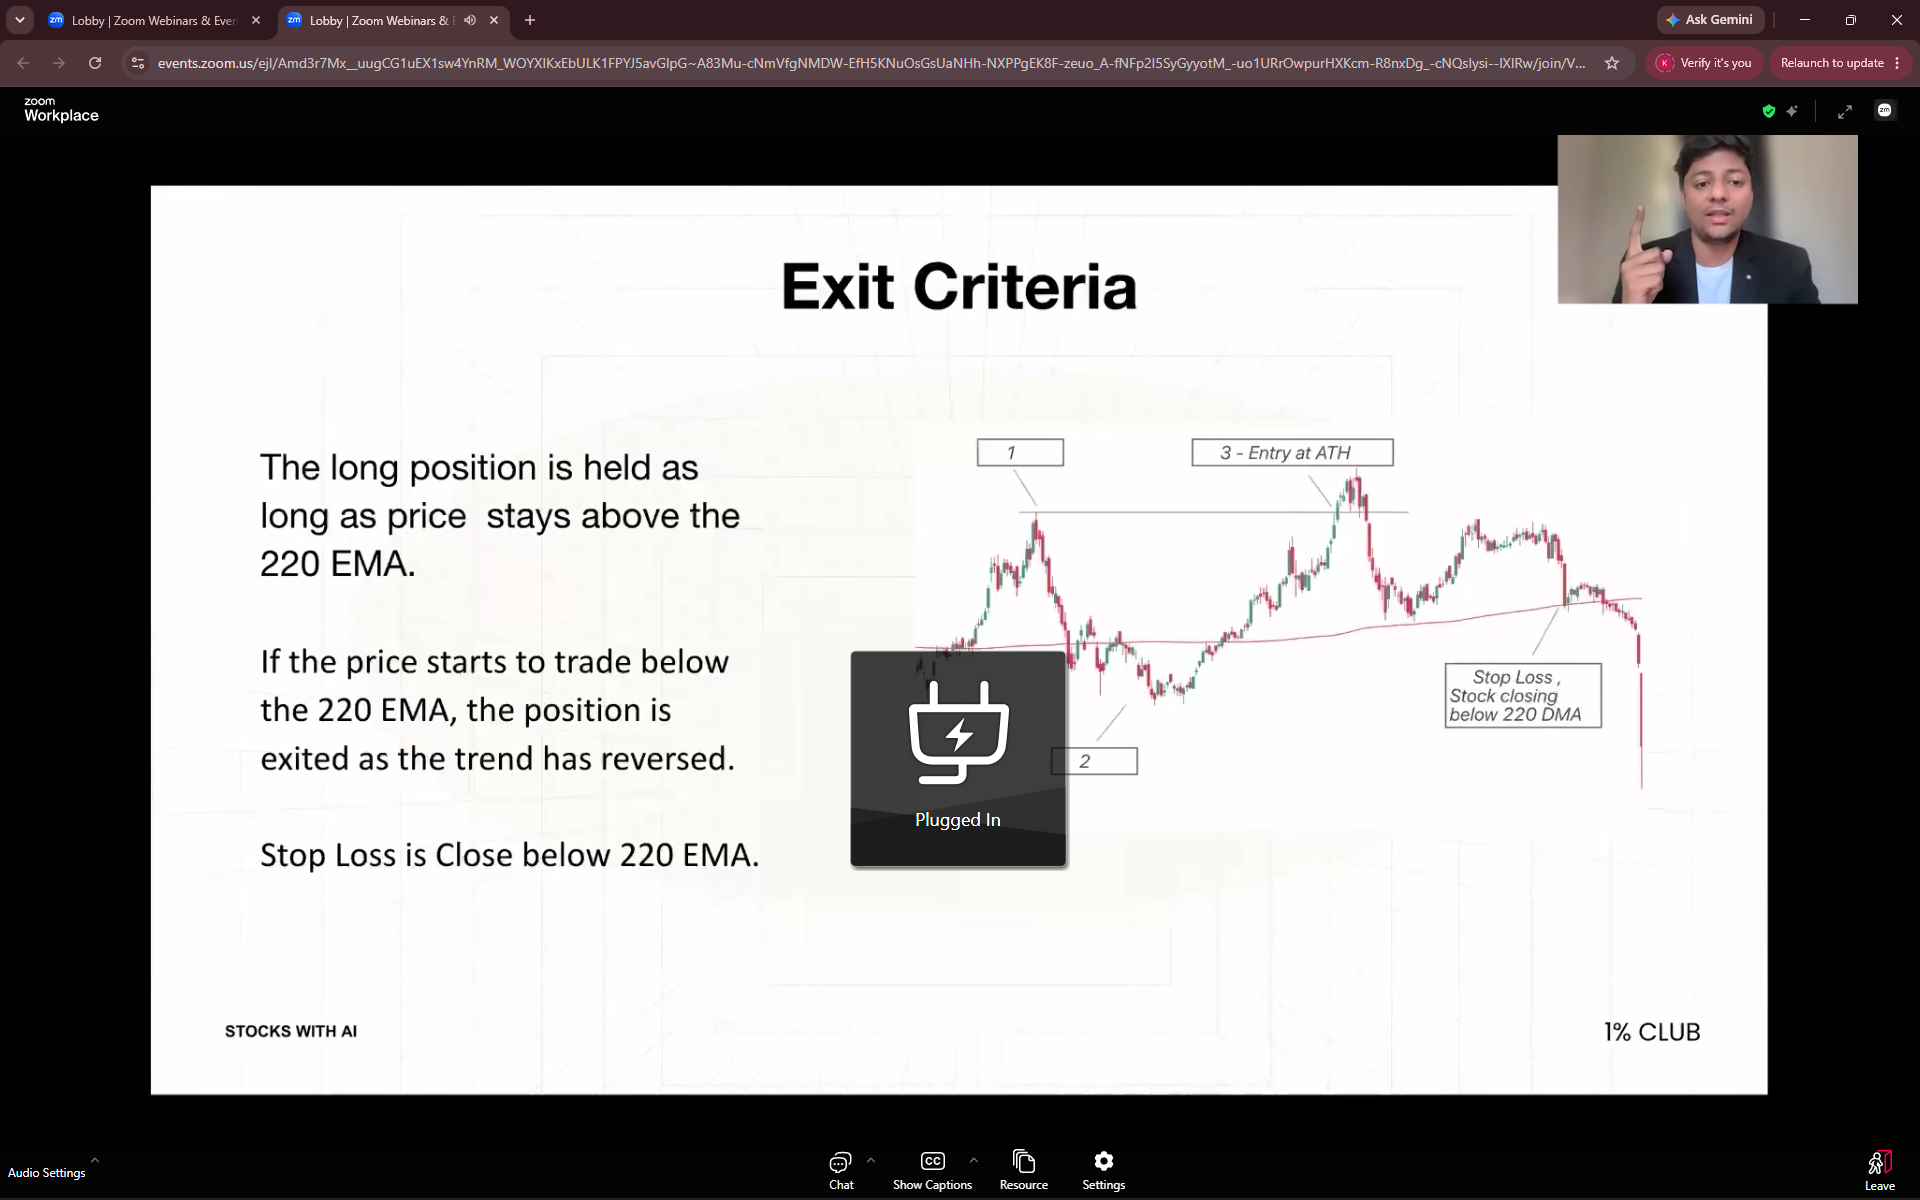 Lobby | Zoom Webinars & Even
Lobby | Zoom Webinars & E
Ask Gemini
Verify it's you
Relaunch to update
zoom
Workplace
Exit Criteria
The long position is held as
long as price stays above the
220 EMA.
If the price starts to trade below
the 220 EMA, the position is
exited as the trend has reversed.
Stop Loss is Close below 220 EMA.
1
3 - Entry at ATH
2
Stop Loss ,
Stock closing
below 220 DMA
Plugged In
STOCKS WITH AI
1% CLUB
Audio Settings
Chat
Show Captions
Resource
Settings
Leave